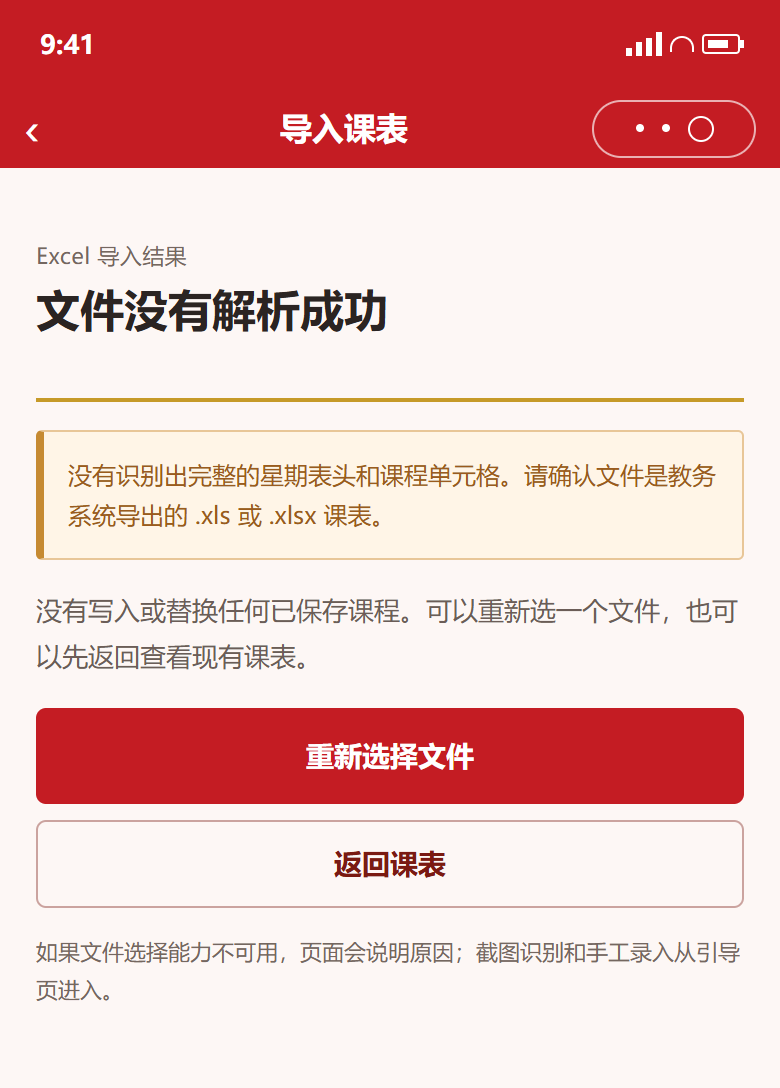 9:41
‹ 导入课表
Excel 导入结果
文件没有解析成功
没有识别出完整的星期表头和课程单元格。请确认文件是教务
系统导出的 .xls 或 .xlsx 课表。
没有写入或替换任何已保存课程。可以重新选一个文件，也可
以先返回查看现有课表。
重新选择文件
返回课表
如果文件选择能力不可用，页面会说明原因；截图识别和手工录入从引导
页进入。